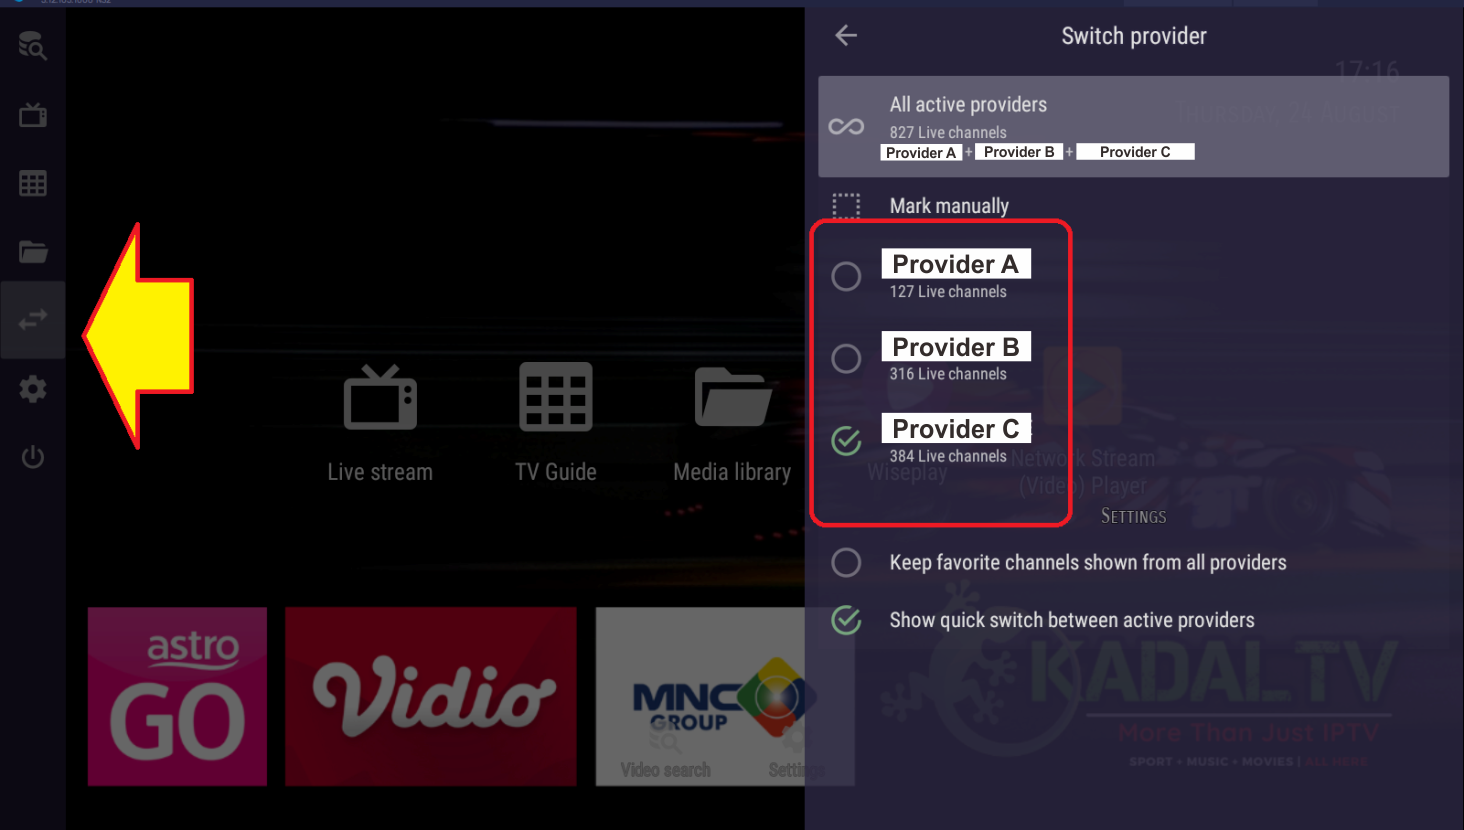 Switch provider
17:16
THURSDAY, 24 AUGUST
All active providers
827 Live channels
Provider A + Provider B + Provider C
Mark manually
Provider A
127 Live channels
Provider B
316 Live channels
Provider C
384 Live channels
Live stream
TV Guide
Media library
Wiseplay
Network Stream
(Video) Player
SETTINGS
Keep favorite channels shown from all providers
Show quick switch between active providers
astro
GO
Vidio
MNC
GROUP
Video search
Settings
KADAL TV
More Than Just IPTV
SPORT • MUSIC • MOVIES | ALL HERE